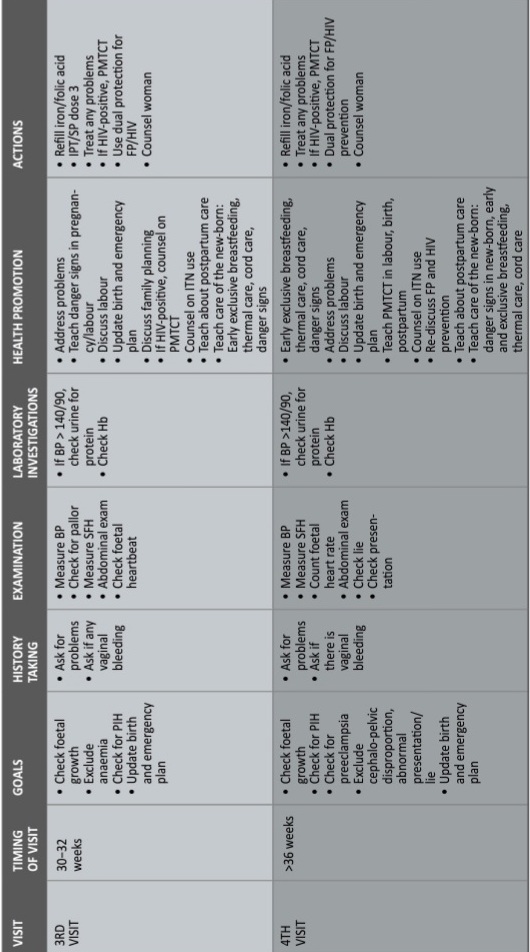 VISIT
TIMING
OF VISIT
GOALS
HISTORY
TAKING
EXAMINATION
LABORATORY
INVESTIGATIONS
HEALTH PROMOTION
ACTIONS
3RD
VISIT
30–32
weeks
• Check foetal
growth
• Exclude
anaemia
• Check for PIH
• Update birth
and emergency
plan
• Ask for
problems
• Ask if any
vaginal
bleeding
• Measure BP
• Check for pallor
• Measure SFH
• Abdominal exam
• Check foetal
heartbeat
• If BP > 140/90,
check urine for
protein
• Check Hb
• Address problems
• Teach danger signs in pregnan-
cy/labour
• Discuss labour
• Update birth and emergency
plan
• Discuss family planning
• If HIV-positive, counsel on
PMTCT
• Counsel on ITN use
• Teach about postpartum care
• Teach care of the new-born:
Early exclusive breastfeeding,
thermal care, cord care,
danger signs
• Refill iron/folic acid
• IPT/SP dose 3
• Treat any problems
• If HIV-positive, PMTCT
• Use dual protection for
FP/HIV
• Counsel woman
4TH
VISIT
>36 weeks
• Check foetal
growth
• Check for PIH
• Check for
preeclampsia
• Exclude
cephalo-pelvic
disproportion,
abnormal
presentation/
lie
• Update birth
and emergency
plan
• Ask for
problems
• Ask if
there is
vaginal
bleeding
• Measure BP
• Measure SFH
• Count foetal
heart rate
• Abdominal exam
• Check lie
• Check presen-
tation
• If BP >140/90,
check urine for
protein
• Check Hb
• Early exclusive breastfeeding,
thermal care, cord care,
danger signs
• Address problems
• Discuss labour
• Update birth and emergency
plan
• Teach PMTCT in labour, birth,
postpartum
• Counsel on ITN use
• Re-discuss FP and HIV
prevention
• Teach about postpartum care
• Teach care of the new-born:
danger signs in new-born, early
and exclusive breastfeeding,
thermal care, cord care
• Refill iron/folic acid
• Treat any problems
• If HIV-positive, PMTCT
• Dual protection for FP/HIV
prevention
• Counsel woman